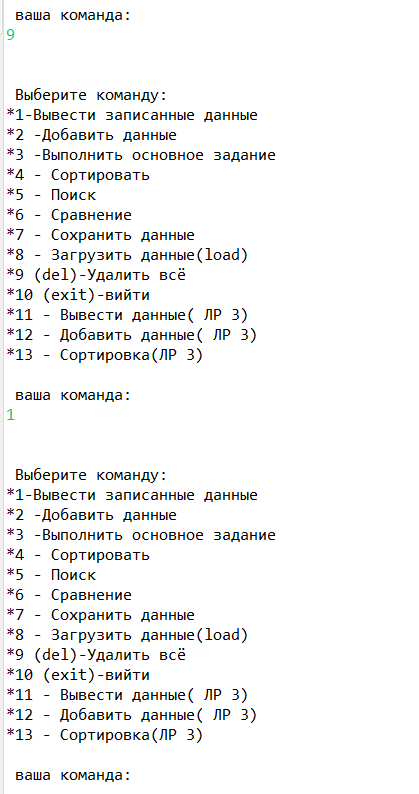 ваша команда:
9
Выберите команду:
*1-Вывести записанные данные
*2 -Добавить данные
*3 -Выполнить основное задание
*4 - Сортировать
*5 - Поиск
*6 - Сравнение
*7 - Сохранить данные
*8 - Загрузить данные(load)
*9 (del)-Удалить всё
*10 (exit)-вийти
*11 - Вывести данные( ЛР 3)
*12 - Добавить данные( ЛР 3)
*13 - Сортировка(ЛР 3)
ваша команда:
1
Выберите команду:
*1-Вывести записанные данные
*2 -Добавить данные
*3 -Выполнить основное задание
*4 - Сортировать
*5 - Поиск
*6 - Сравнение
*7 - Сохранить данные
*8 - Загрузить данные(load)
*9 (del)-Удалить всё
*10 (exit)-вийти
*11 - Вывести данные( ЛР 3)
*12 - Добавить данные( ЛР 3)
*13 - Сортировка(ЛР 3)
ваша команда: